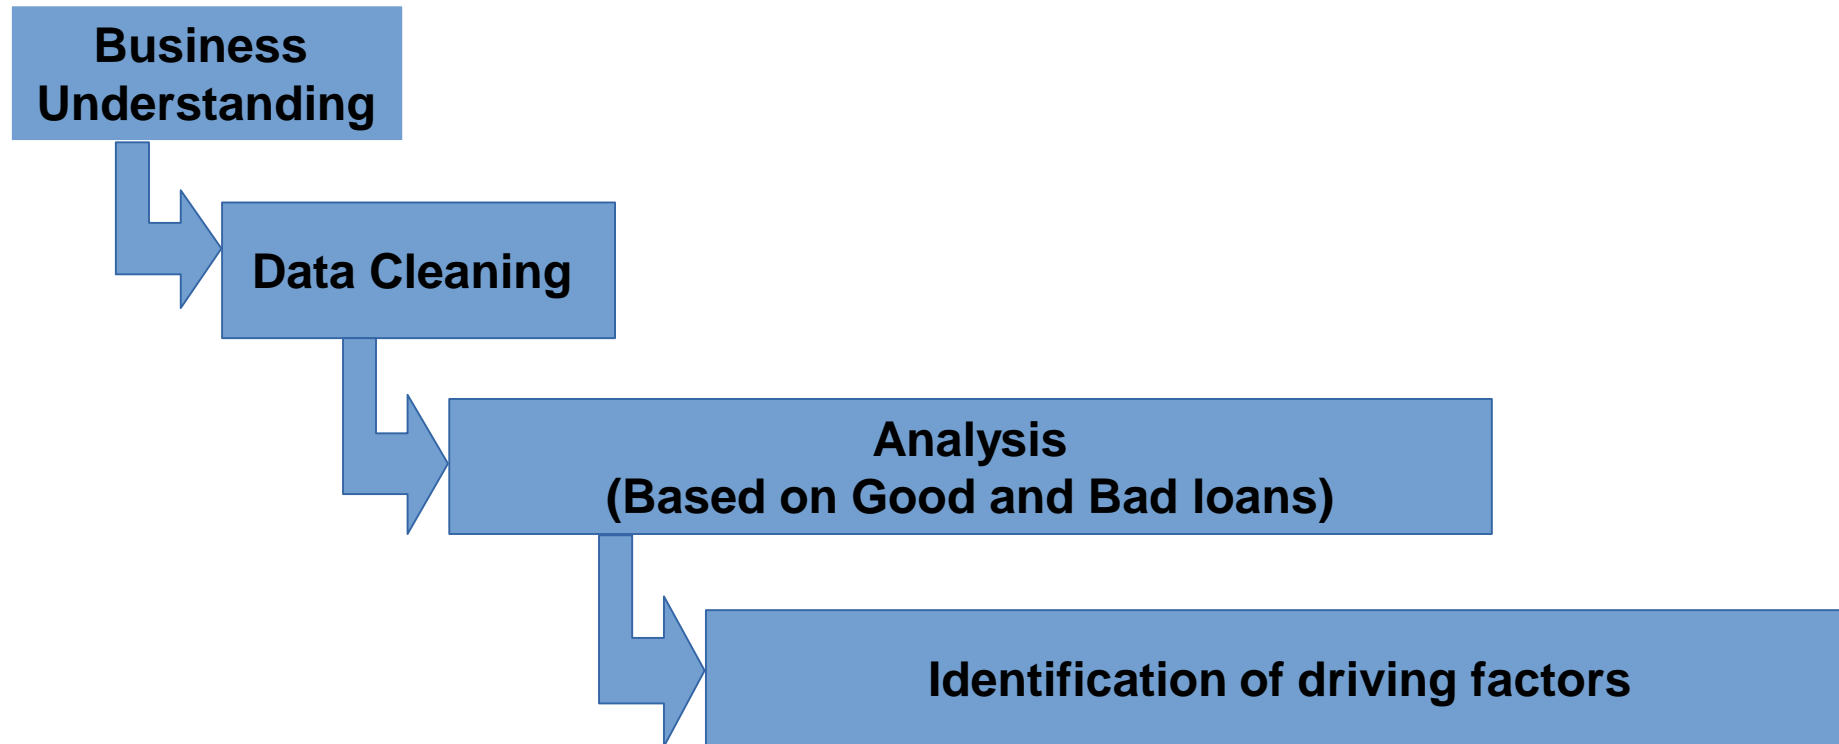 Business
Understanding
Data Cleaning
Analysis
(Based on Good and Bad loans)
Identification of driving factors